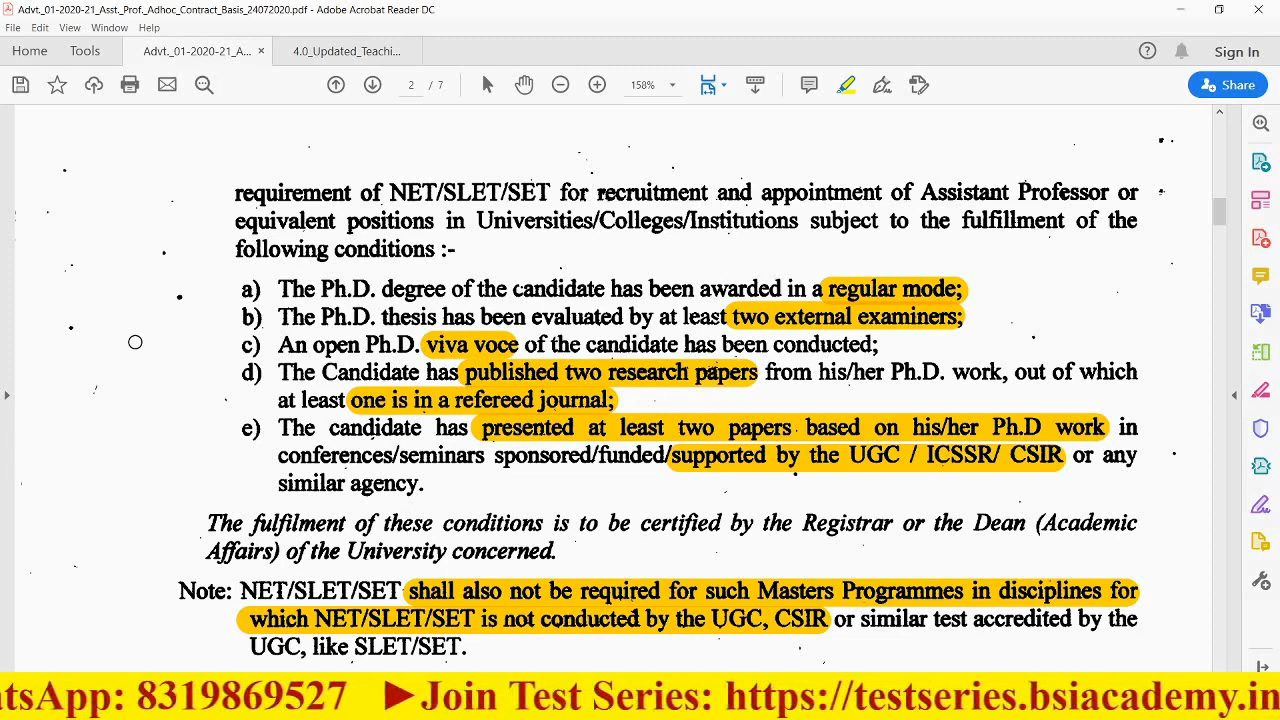 Advt._01-2020-21_Asst._Prof._Adhoc_Contract_Basis_24072020.pdf - Adobe Acrobat Reader DC
File Edit View Window Help
Home Tools Advt._01-2020-21_A... × 4.0_Updated_Teachi... Sign In
2 / 7 158% Share
requirement of NET/SLET/SET for recruitment and appointment of Assistant Professor or
equivalent positions in Universities/Colleges/Institutions subject to the fulfillment of the
following conditions :-
a) The Ph.D. degree of the candidate has been awarded in a regular mode;
b) The Ph.D. thesis has been evaluated by at least two external examiners;
c) An open Ph.D. viva voce of the candidate has been conducted;
d) The Candidate has published two research papers from his/her Ph.D. work, out of which
at least one is in a refereed journal;
e) The candidate has presented at least two papers based on his/her Ph.D work in
conferences/seminars sponsored/funded/supported by the UGC / ICSSR/ CSIR or any
similar agency.
The fulfilment of these conditions is to be certified by the Registrar or the Dean (Academic
Affairs) of the University concerned.
Note: NET/SLET/SET shall also not be required for such Masters Programmes in disciplines for
which NET/SLET/SET is not conducted by the UGC, CSIR or similar test accredited by the
UGC, like SLET/SET.
atsApp: 8319869527 ►Join Test Series: https://testseries.bsiacademy.in